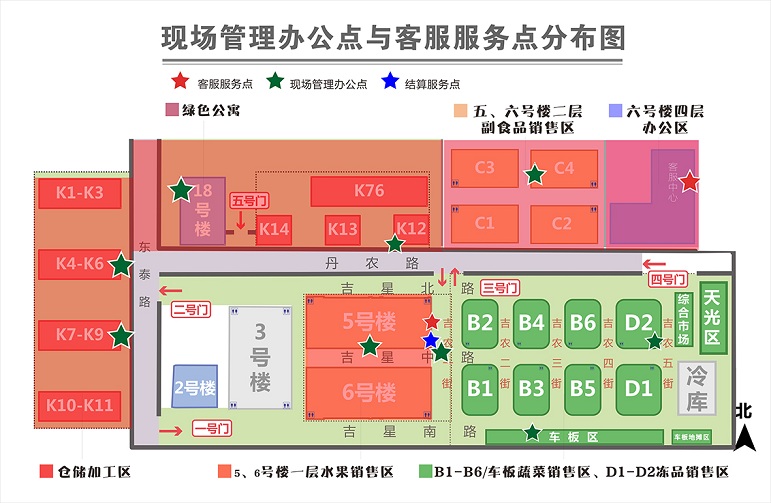 现场管理办公点与客服服务点分布图
客服服务点 现场管理办公点 结算服务点
绿色公寓
五、六号楼二层
副食品销售区
六号楼四层
办公区
K1-K3
K4-K6
K7-K9
K10-K11
东泰路
18号楼
五号门
K76
K14
K13
K12
C3
C4
C1
C2
客服中心
丹农路
四号门
吉星北路
三号门
二号门
3号楼
2号楼
一号门
5号楼
吉星中路
6号楼
吉星南路
吉农一街
吉农二街
吉农四街
吉农五街
B2
B4
B6
D2
B1
B3
B5
D1
综合市场
天光区
冷库
车板区
车板地摊区
北
仓储加工区
5、6号楼一层水果销售区
B1-B6/车板蔬菜销售区、D1-D2冻品销售区